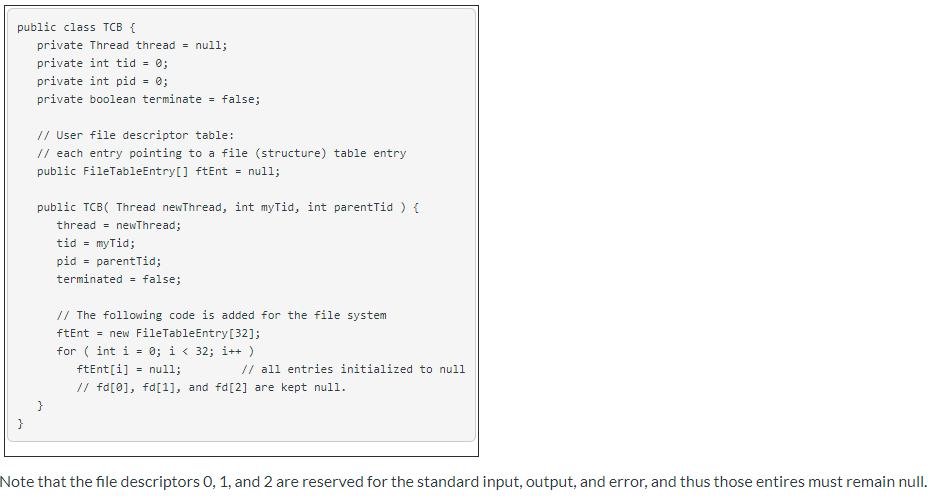 public class TCB {
private Thread thread = null;
private int tid = 0;
private int pid = 0;
private boolean terminate = false;
// User file descriptor table:
// each entry pointing to a file (structure) table entry
public FileTableEntry[] ftEnt = null;
public TCB( Thread newThread, int myTid, int parentTid ) {
thread = newThread;
tid = myTid;
pid = parentTid;
terminated = false;
// The following code is added for the file system
ftEnt = new FileTableEntry[32];
for ( int i = 0; i < 32; i++ )
ftEnt[i] = null;         // all entries initialized to null
// fd[0], fd[1], and fd[2] are kept null.
}
}
Note that the file descriptors 0, 1, and 2 are reserved for the standard input, output, and error, and thus those entires must remain null.